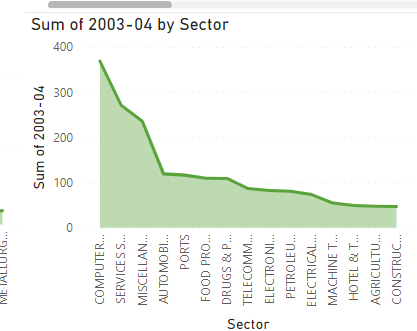 Sum of 2003-04 by Sector
Sum of 2003-04
400
300
200
100
0
METALLURG...
COMPUTER...
SERVICES S...
MISCELLAN...
AUTOMOBI...
PORTS
FOOD PRO...
DRUGS & P...
TELECOMM...
ELECTRONI...
PETROLEU...
ELECTRICAL...
MACHINE T...
HOTEL & T...
AGRICULTU...
CONSTRUC...
Sector